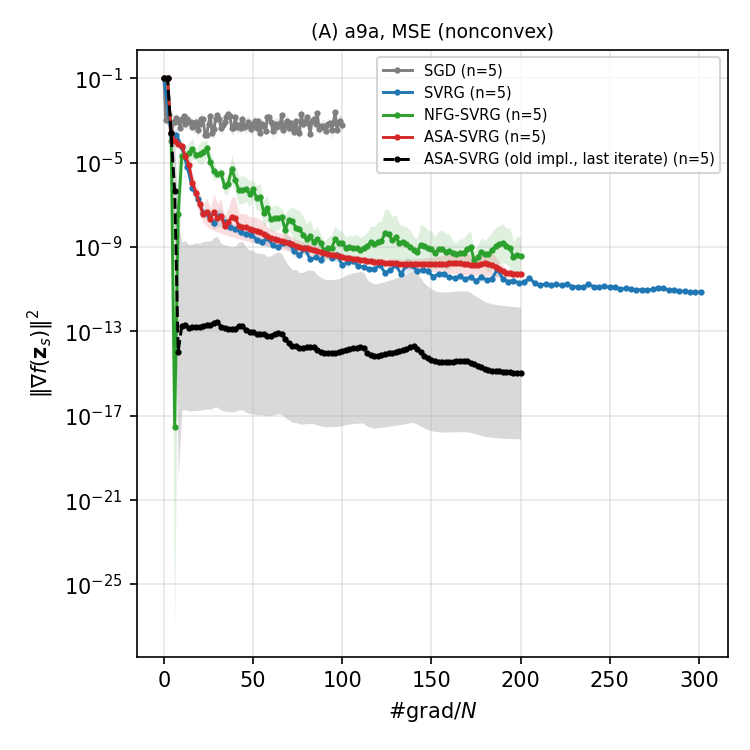 (A) a9a, MSE (nonconvex)
SGD (n=5)
SVRG (n=5)
NFG-SVRG (n=5)
ASA-SVRG (n=5)
ASA-SVRG (old impl., last iterate) (n=5)
‖∇f(𝐳ₛ)‖²
10⁻¹
10⁻⁵
10⁻⁹
10⁻¹³
10⁻¹⁷
10⁻²¹
10⁻²⁵
0 50 100 150 200 250 300
#grad/N